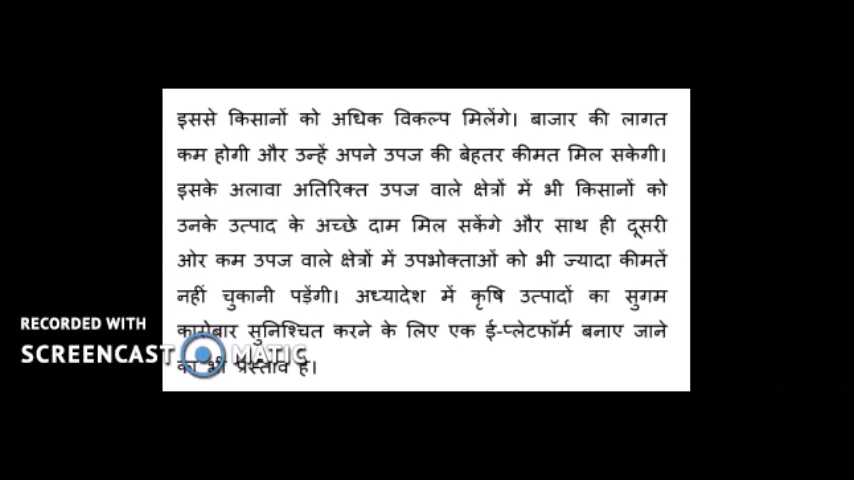 इससे किसानों को अधिक विकल्प मिलेंगे। बाजार की लागत
कम होगी और उन्हें अपने उपज की बेहतर कीमत मिल सकेगी।
इसके अलावा अतिरिक्त उपज वाले क्षेत्रों में भी किसानों को
उनके उत्पाद के अच्छे दाम मिल सकेंगे और साथ ही दूसरी
ओर कम उपज वाले क्षेत्रों में उपभोक्ताओं को भी ज्यादा कीमतें
नहीं चुकानी पड़ेंगी। अध्यादेश में कृषि उत्पादों का सुगम
कारोबार सुनिश्चित करने के लिए एक ई-प्लेटफॉर्म बनाए जाने
का भी प्रस्ताव है।
RECORDED WITH
SCREENCAST MATIC